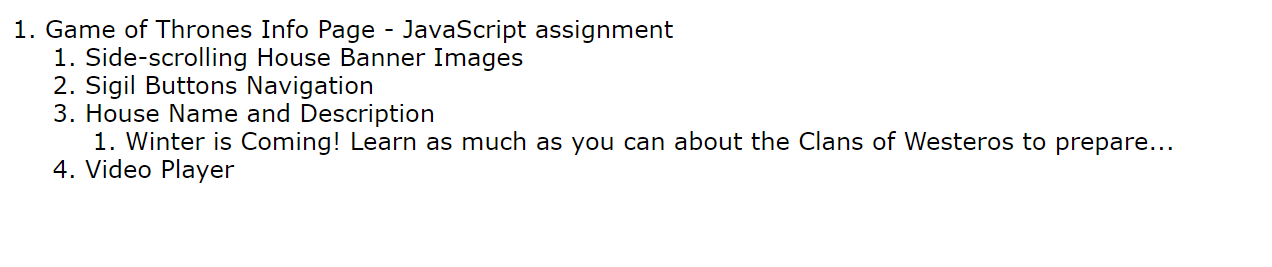 1. Game of Thrones Info Page - JavaScript assignment
1. Side-scrolling House Banner Images
2. Sigil Buttons Navigation
3. House Name and Description
1. Winter is Coming! Learn as much as you can about the Clans of Westeros to prepare...
4. Video Player